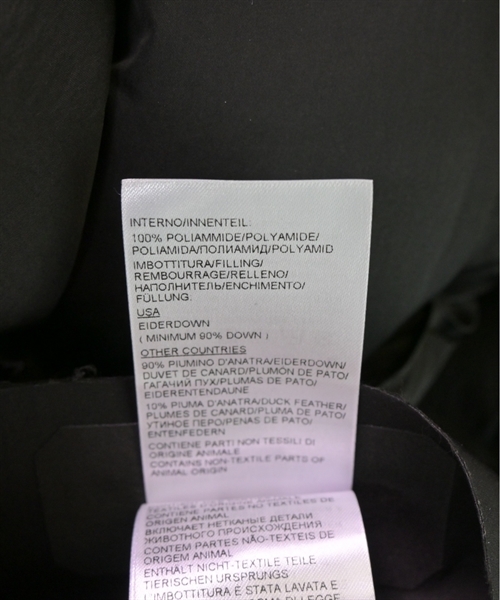 INTERNO/INNENTEIL:
100% POLIAMMIDE/POLYAMIDE/
POLIAMIDA/ПОЛИАМИД/POLYAMID
IMBOTTITURA/FILLING/
REMBOURRAGE/RELLENO/
НАПОЛНИТЕЛЬ/ENCHIMENTO/
FÜLLUNG:
USA
EIDERDOWN
( MINIMUM 90% DOWN )
OTHER COUNTRIES
90% PIUMINO D'ANATRA/EIDERDOWN/
DUVET DE CANARD/PLUMÓN DE PATO/
ГАГАЧИЙ ПУХ/PLUMAS DE PATO/
EIDERENTENDAUNE
10% PIUMA D'ANATRA/DUCK FEATHER/
PLUMES DE CANARD/PLUMA DE PATO/
УТИНОЕ ПЕРО/PENAS DE PATO/
ENTENFEDERN
CONTIENE PARTI NON TESSILI DI
ORIGINE ANIMALE
CONTAINS NON-TEXTILE PARTS OF
ANIMAL ORIGIN
CONTIENE PARTES NO TEXTILES DE
ORIGEN ANIMAL
ВКЛЮЧАЕТ НЕТКАНЫЕ ДЕТАЛИ
ЖИВОТНОГО ПРОИСХОЖДЕНИЯ
CONTEM PARTES NÃO-TEXTEIS DE
ORIGEM ANIMAL
ENTHÄLT NICHT-TEXTILE TEILE
TIERISCHEN URSPRUNGS
È STATA LAVATA E
DI LEGGE